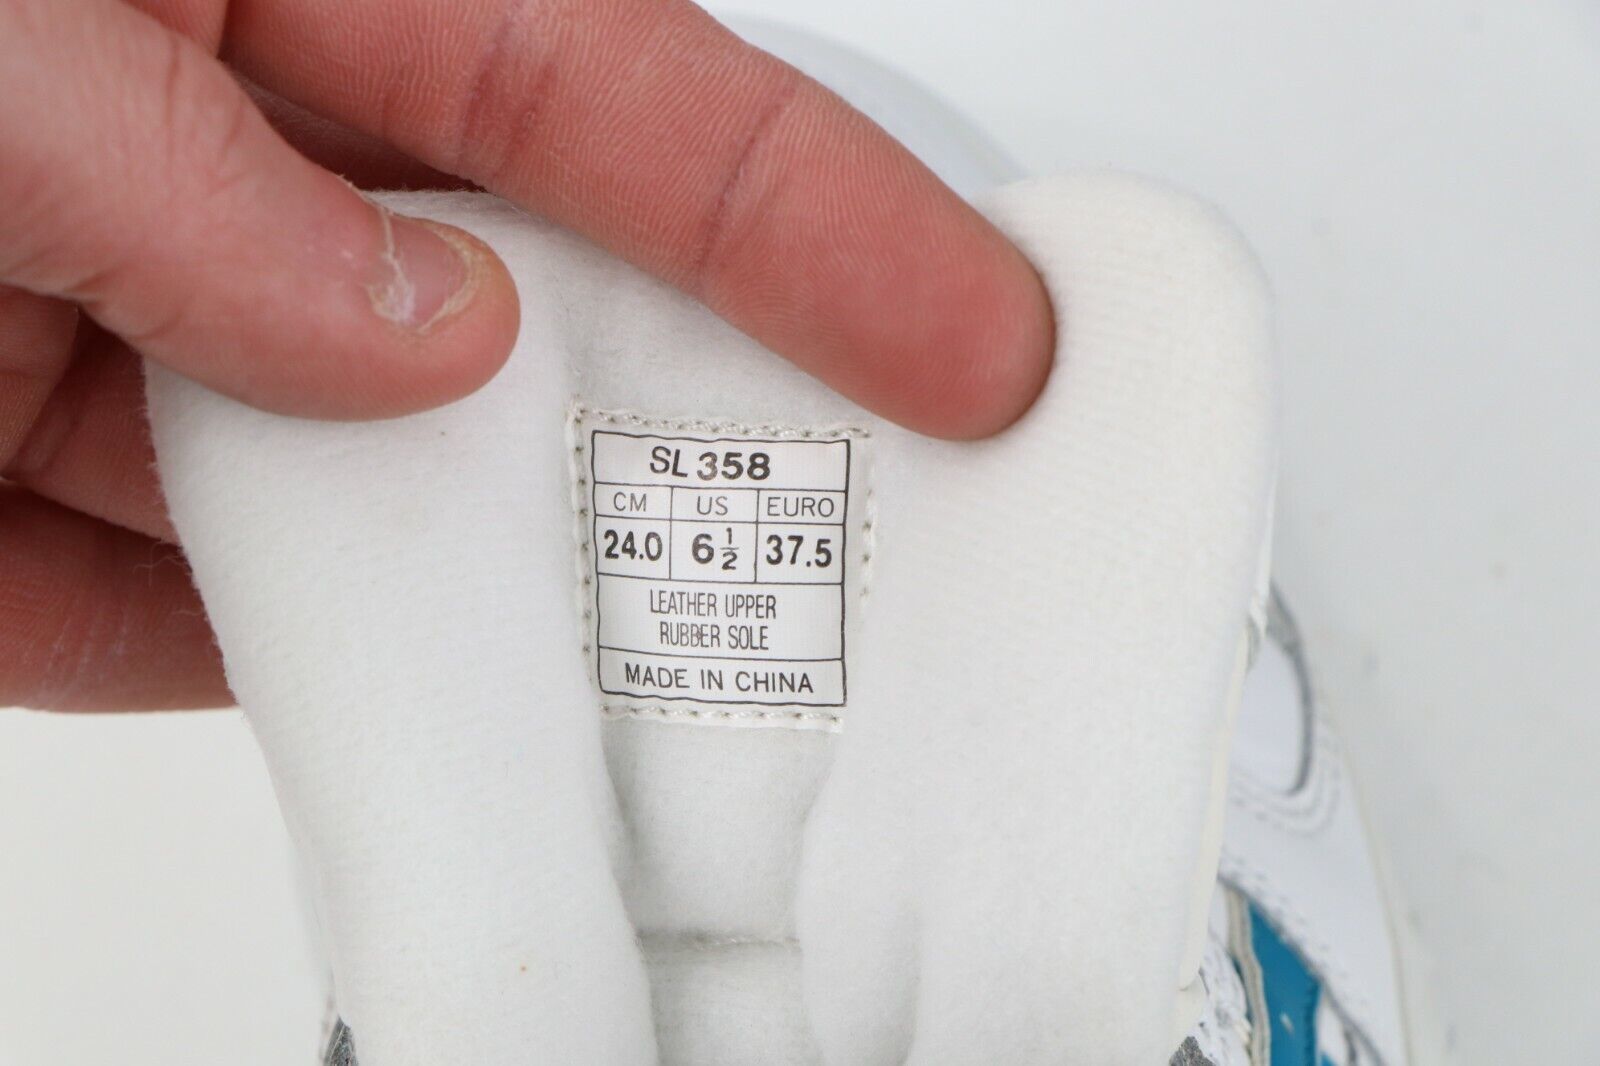 SL 358
CM US EURO
24.0 6 1/2 37.5
LEATHER UPPER
RUBBER SOLE
MADE IN CHINA